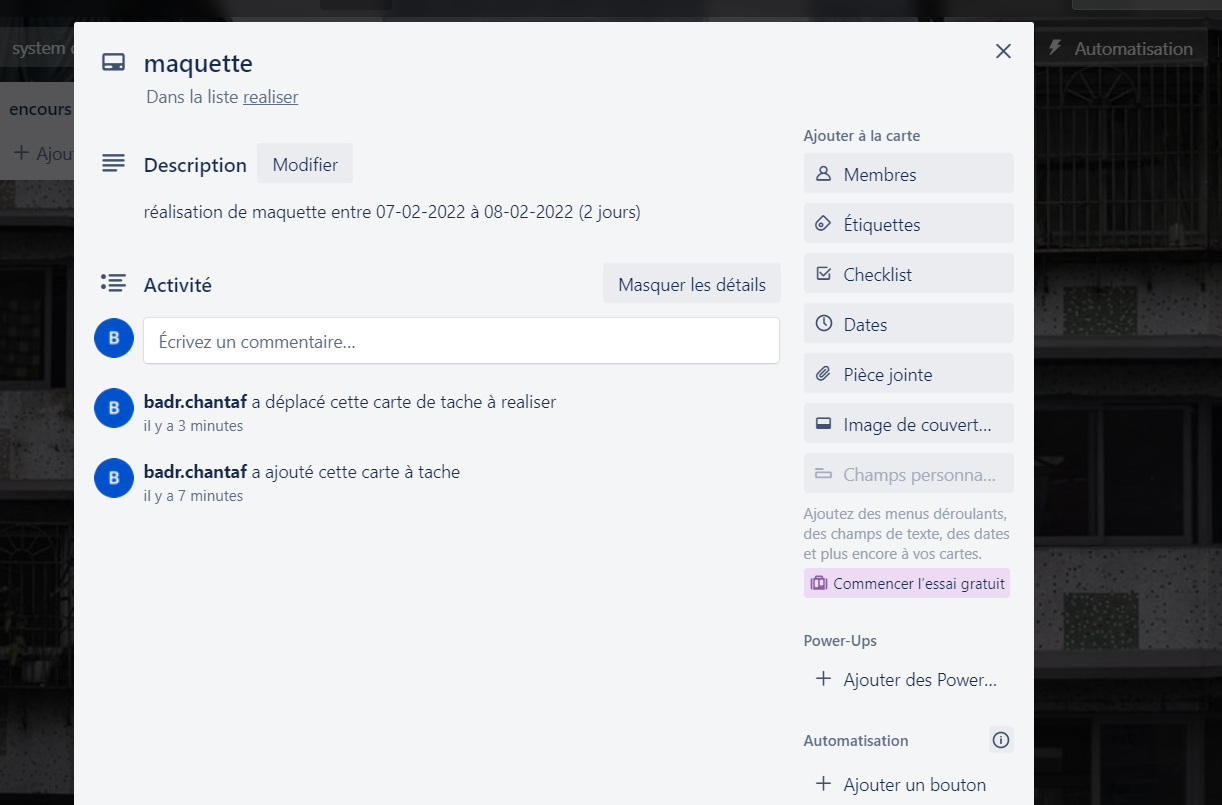 system
Automatisation
encours
+ Ajou
maquette
Dans la liste realiser
Description
Modifier
réalisation de maquette entre 07-02-2022 à 08-02-2022 (2 jours)
Activité
Masquer les détails
B
Écrivez un commentaire…
B
badr.chantaf a déplacé cette carte de tache à realiser
il y a 3 minutes
B
badr.chantaf a ajouté cette carte à tache
il y a 7 minutes
Ajouter à la carte
Membres
Étiquettes
Checklist
Dates
Pièce jointe
Image de couvert…
Champs personna…
Ajoutez des menus déroulants,
des champs de texte, des dates
et plus encore à vos cartes.
Commencer l'essai gratuit
Power-Ups
+ Ajouter des Power…
Automatisation
+ Ajouter un bouton